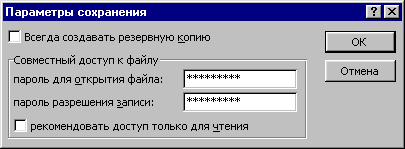 Параметры сохранения
Всегда создавать резервную копию
OK
Отмена
Совместный доступ к файлу
пароль для открытия файла: *********
пароль разрешения записи: *********
рекомендовать доступ только для чтения